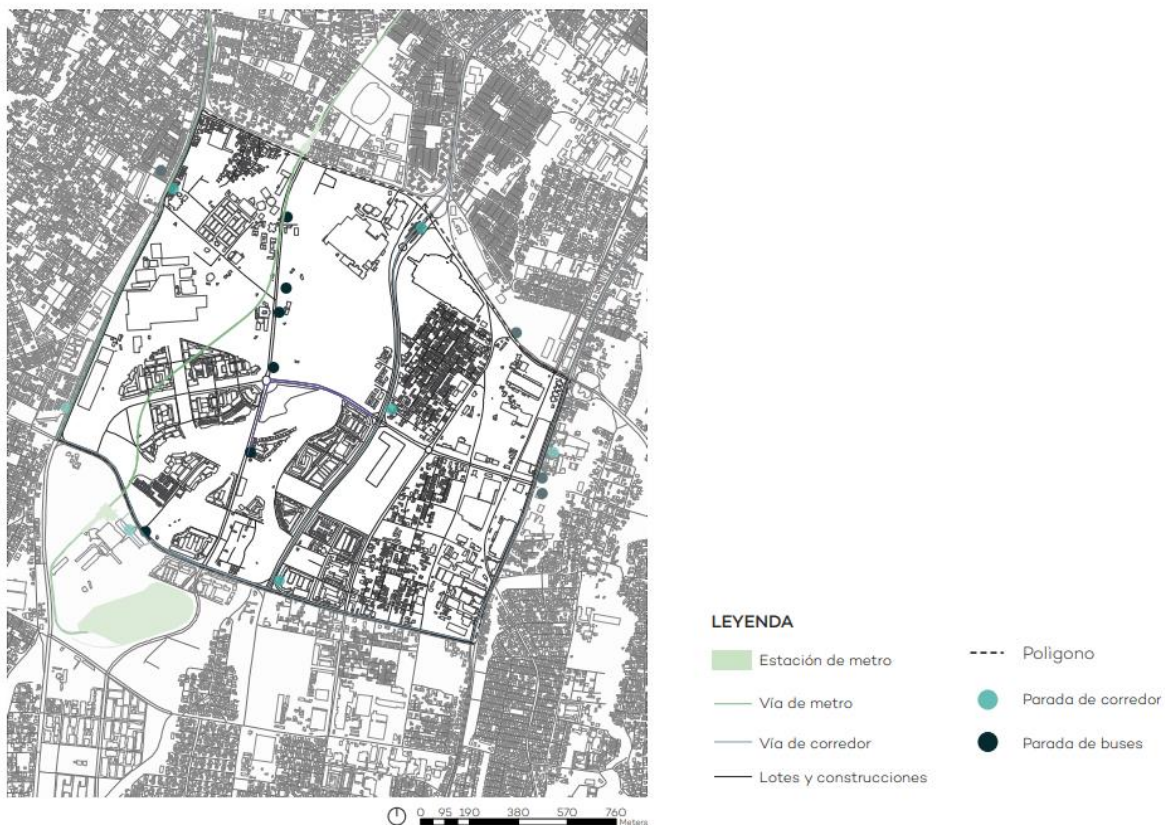 0 95 190 380 570 760
Meters
LEYENDA
Estación de metro
Vía de metro
Vía de corredor
Lotes y construcciones
Polígono
Parada de corredor
Parada de buses